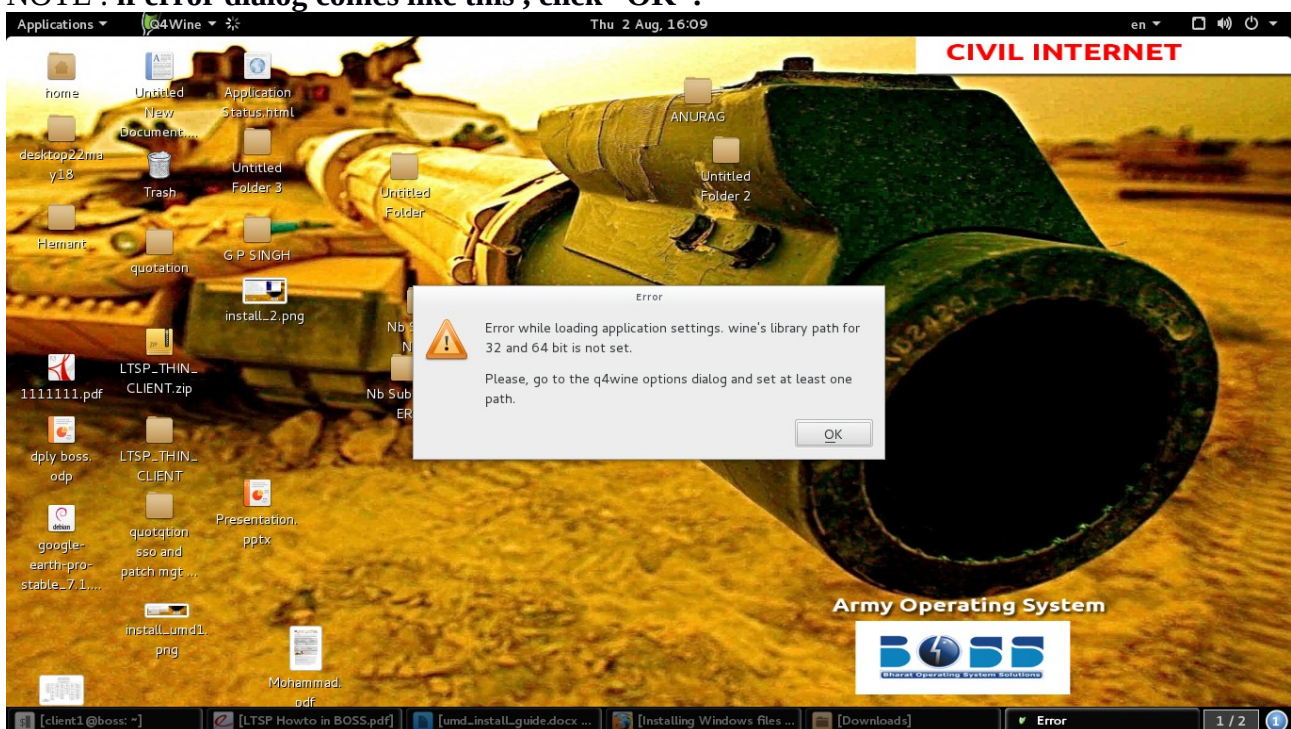 NOTE : if error dialog comes like this , click "OK".
Applications
Q4Wine
Thu 2 Aug, 16:09
en
CIVIL INTERNET
home
Untitled
New
Document....
Application
Status.html
ANURAG
desktop22ma
y18
Trash
Untitled
Folder 3
Untitled
Folder
Untitled
Folder 2
Hemant
quotation
G P SINGH
install_2.png
Error
Error while loading application settings. wine's library path for
32 and 64 bit is not set.
Please, go to the q4wine options dialog and set at least one
path.
OK
Nb S
N
Nb Sub
ER
1111111.pdf
LTSP_THIN_
CLIENT.zip
dply boss.
odp
LTSP_THIN_
CLIENT
debian
google-
earth-pro-
stable_7.1....
quotqtion
sso and
patch mgt ...
Presentation.
pptx
install_umd1.
png
Mohammad.
pdf
Army Operating System
BOSS
Bharat Operating System Solutions
[client1@boss: ~]
[LTSP Howto in BOSS.pdf]
[umd_install_guide.docx ...
[Installing Windows files ...]
[Downloads]
Error
1 / 2
1